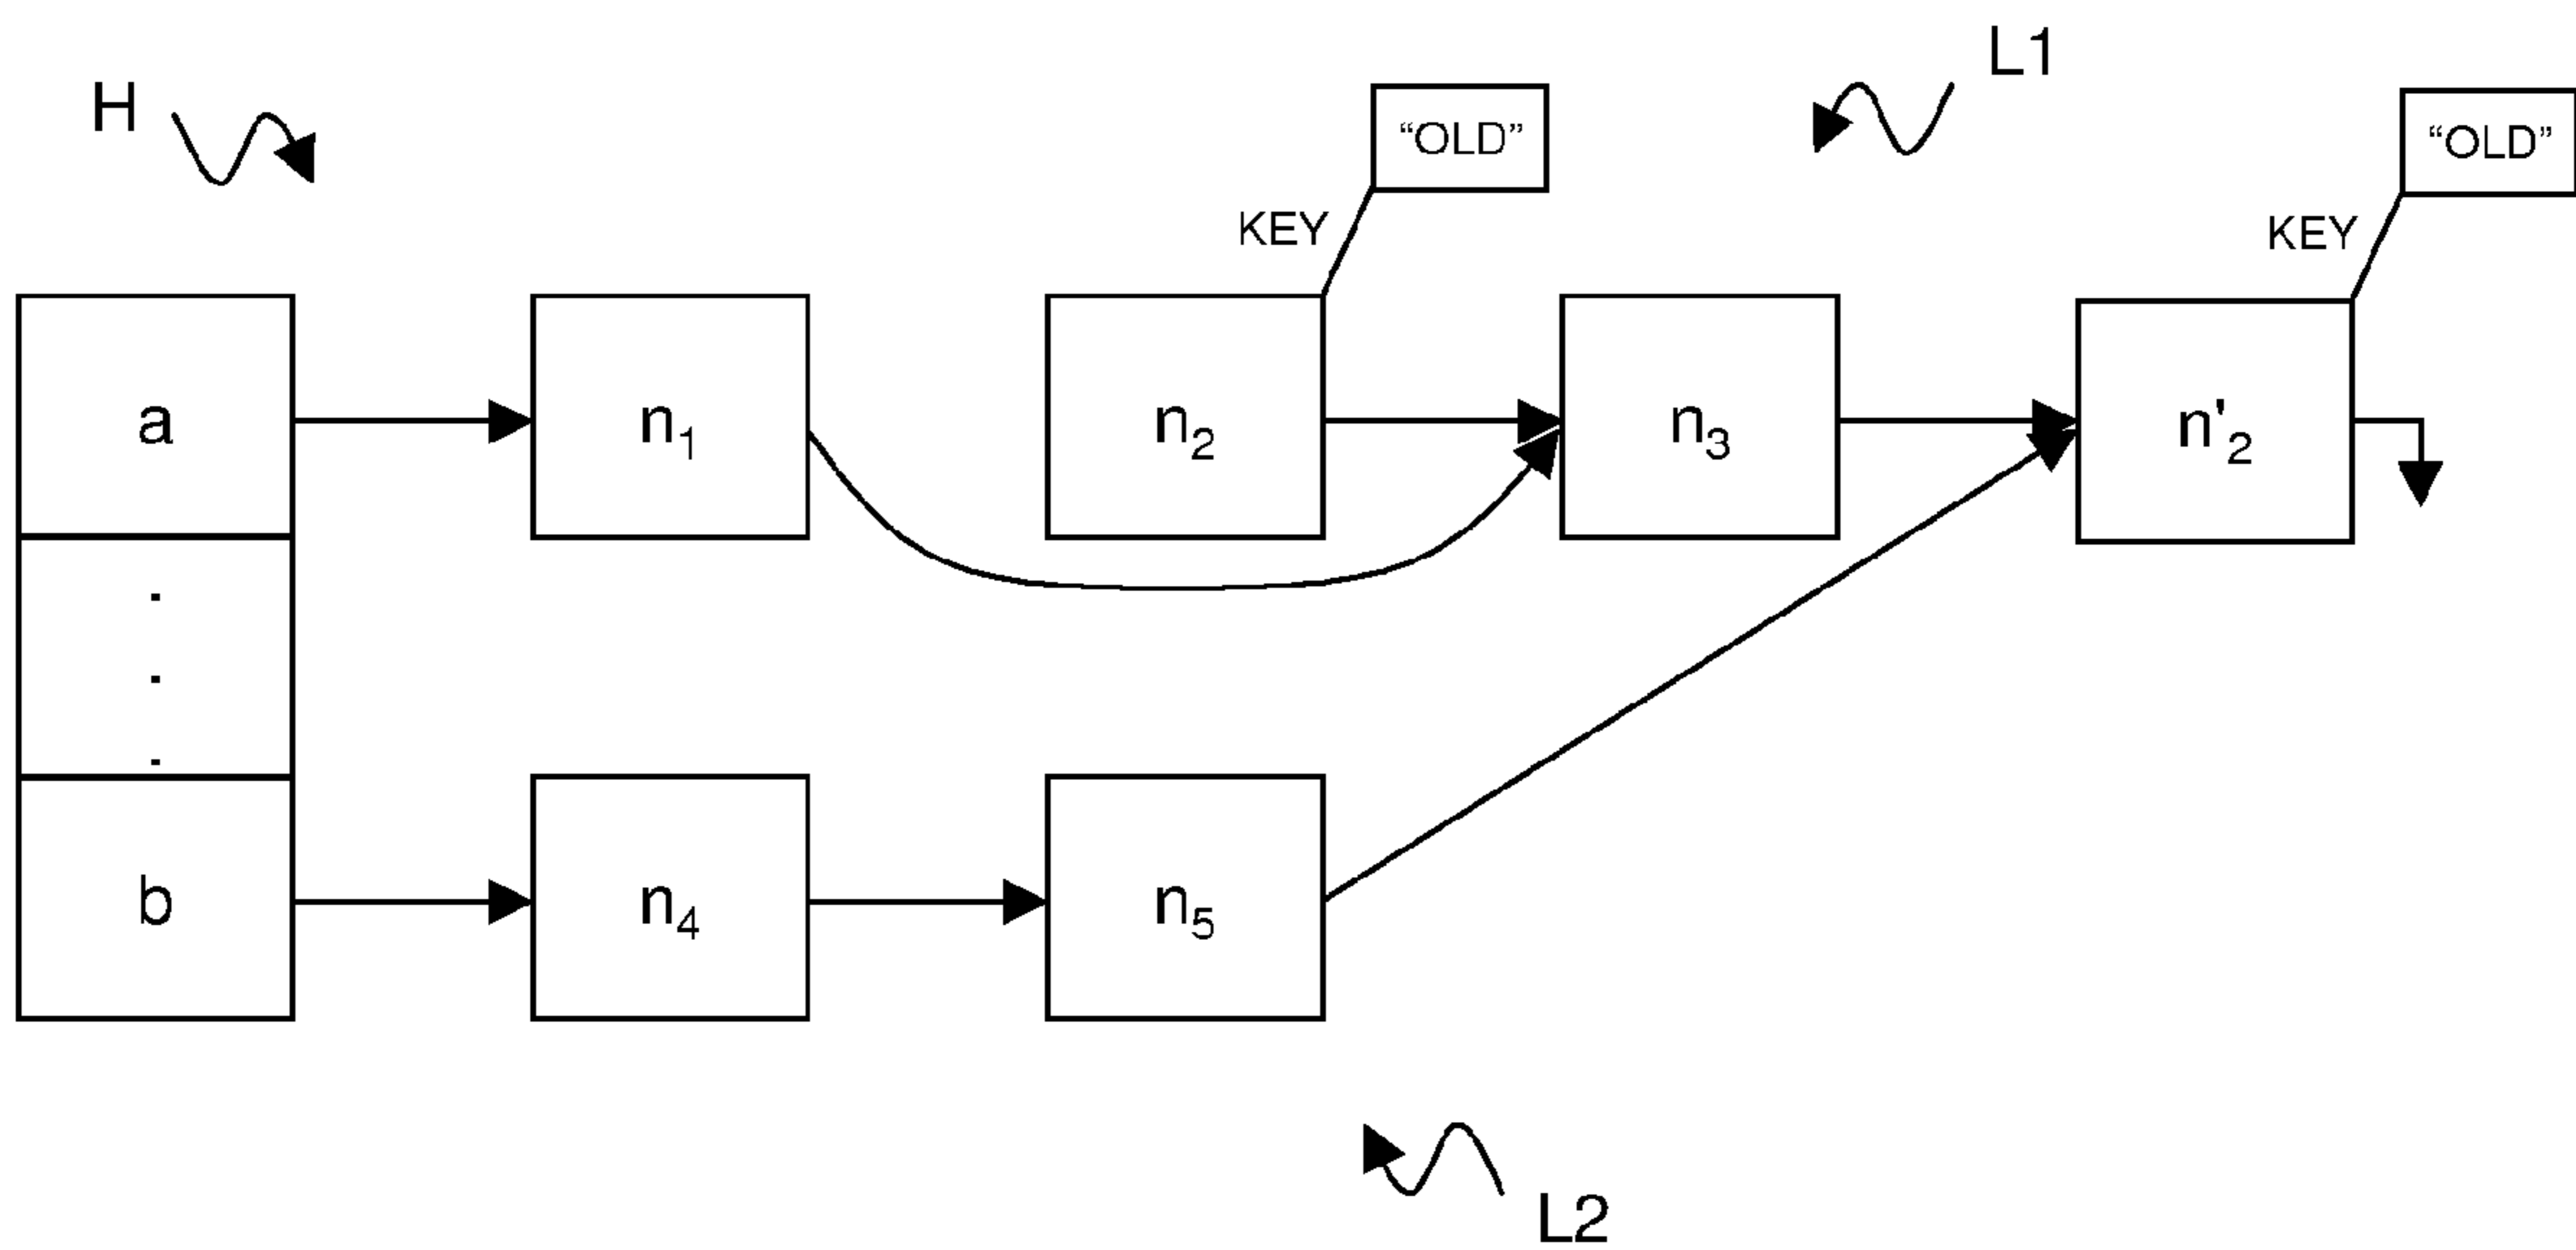 H
L1
“OLD”
“OLD”
KEY
KEY
a
n₁
n₂
n₃
n'₂
.
.
.
b
n₄
n₅
L2